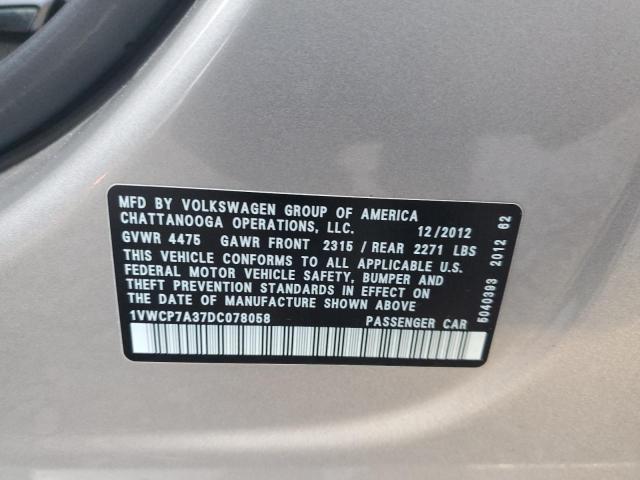 MFD BY VOLKSWAGEN GROUP OF AMERICA
CHATTANOOGA OPERATIONS, LLC. 12/2012
GVWR 4475 GAWR FRONT 2315 / REAR 2271 LBS
THIS VEHICLE CONFORMS TO ALL APPLICABLE U.S.
FEDERAL MOTOR VEHICLE SAFETY, BUMPER AND
THEFT PREVENTION STANDARDS IN EFFECT ON
THE DATE OF MANUFACTURE SHOWN ABOVE
1VWCP7A37DC078058 PASSENGER CAR
5040393 2012 62